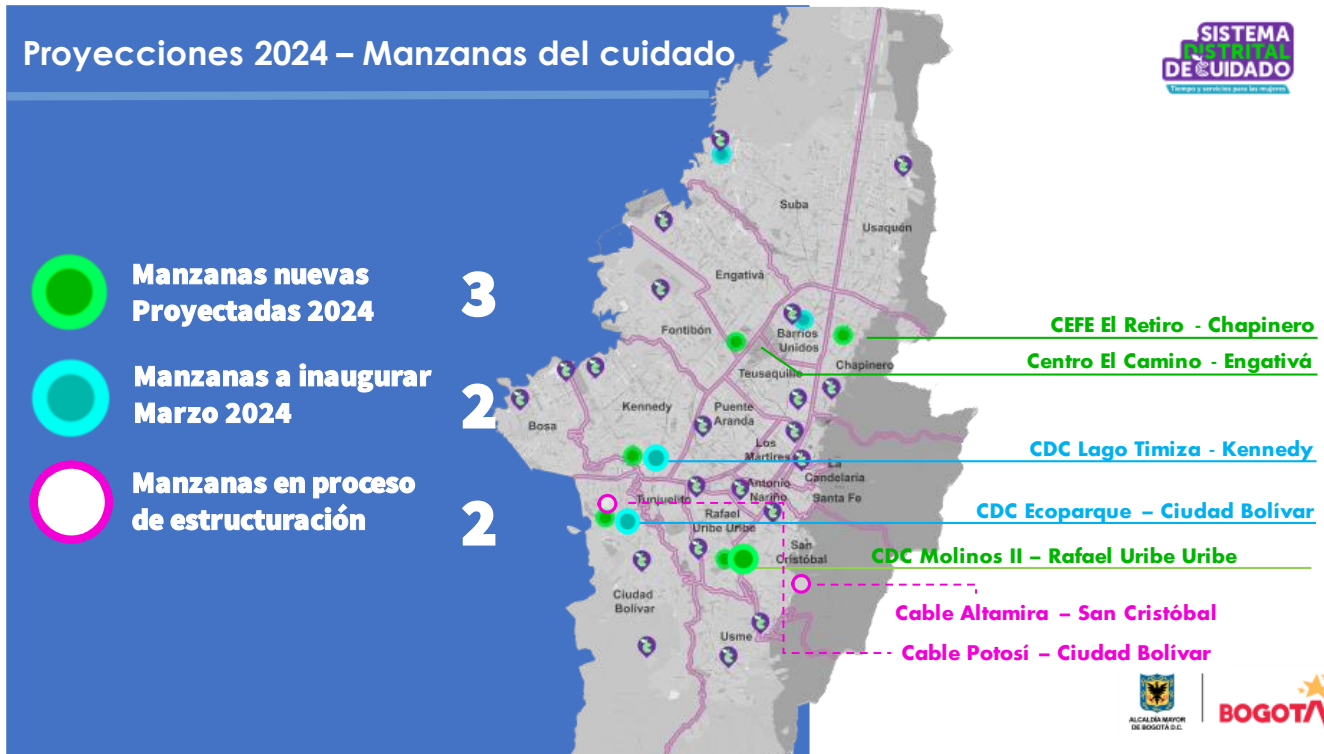 Proyecciones 2024 – Manzanas del cuidado
SISTEMA
DISTRITAL
DE CUIDADO
Tiempo y servicios para las mujeres
Manzanas nuevas
Proyectadas 2024
3
Manzanas a inaugurar
Marzo 2024
2
Manzanas en proceso
de estructuración
2
Suba
Usaquén
Engativá
Fontibón
Barrios
Unidos
Chapinero
Teusaquillo
Kennedy
Puente
Aranda
Bosa
Los
Martires
La
Candelaria
Antonio
Nariño
Santa Fe
Tunjuelito
Rafael
Uribe Uribe
San
Cristóbal
Ciudad
Bolívar
Usme
CEFE El Retiro - Chapinero
Centro El Camino - Engativá
CDC Lago Timiza - Kennedy
CDC Ecoparque – Ciudad Bolívar
CDC Molinos II – Rafael Uribe Uribe
Cable Altamira – San Cristóbal
Cable Potosí – Ciudad Bolívar
ALCALDÍA MAYOR
DE BOGOTÁ D.C.
BOGOTÁ